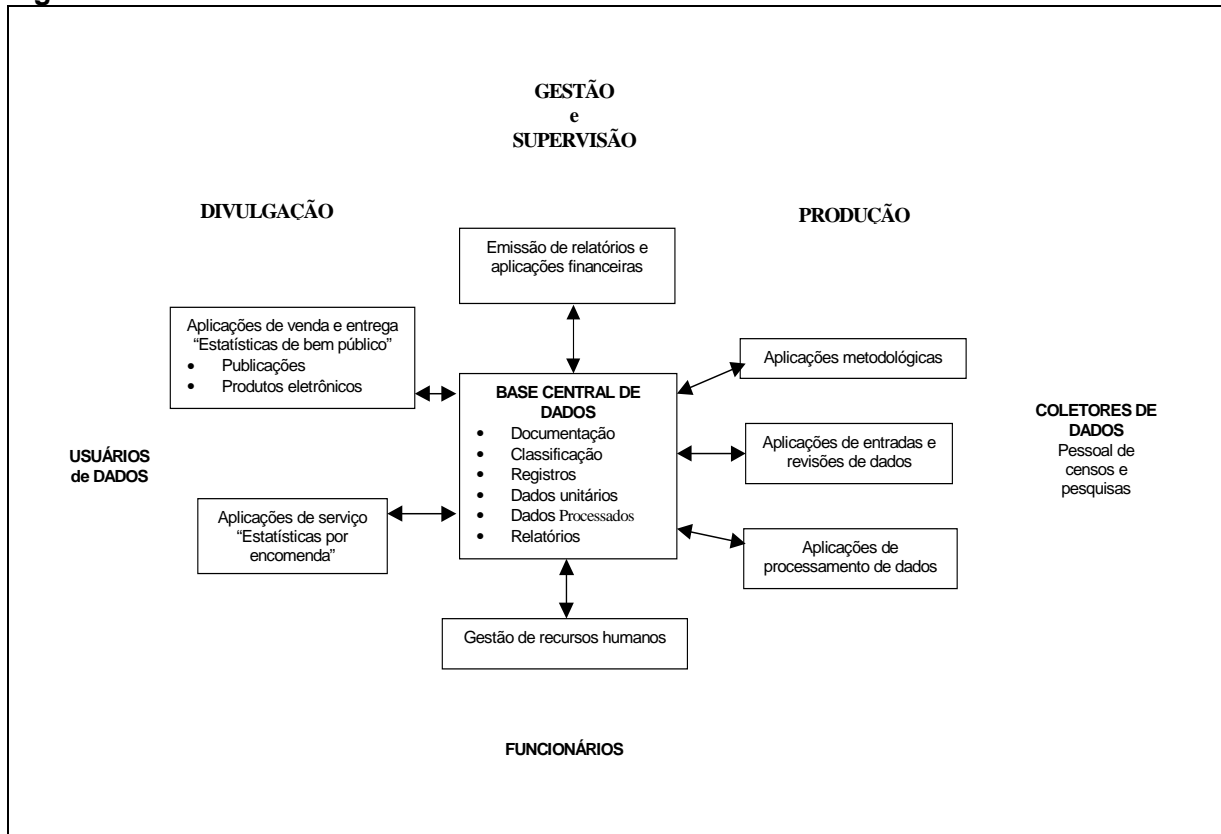 GESTÃO
e
SUPERVISÃO
DIVULGAÇÃO
PRODUÇÃO
Emissão de relatórios e
aplicações financeiras
Aplicações de venda e entrega
“Estatísticas de bem público”
• Publicações
• Produtos eletrônicos
Aplicações metodológicas
BASE CENTRAL DE
DADOS
• Documentação
• Classificação
• Registros
• Dados unitários
• Dados Processados
• Relatórios
Aplicações de entradas e
revisões de dados
COLETORES DE
DADOS
Pessoal de
censos e
pesquisas
USUÁRIOS
de DADOS
Aplicações de serviço
“Estatísticas por
encomenda”
Aplicações de
processamento de dados
Gestão de recursos humanos
FUNCIONÁRIOS